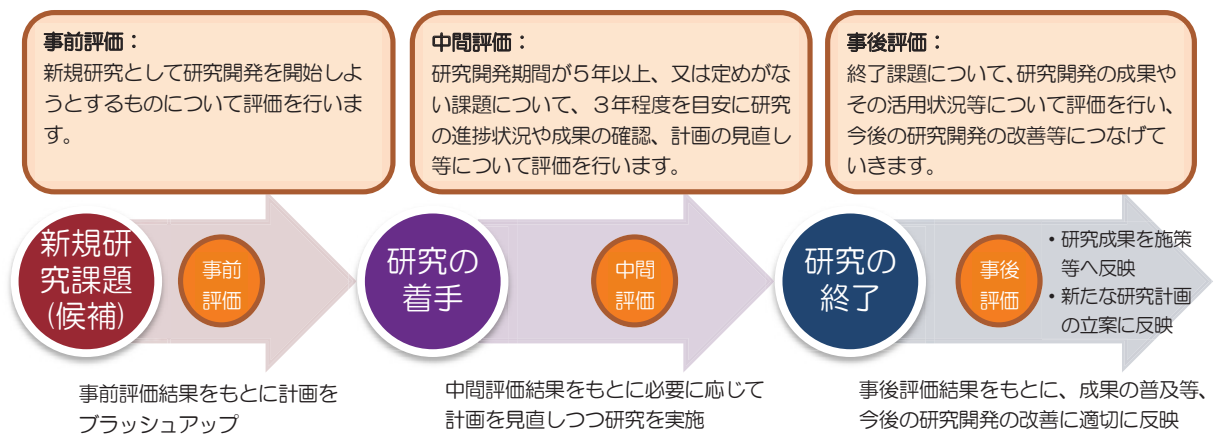 事前評価：
新規研究として研究開発を開始しよ
うとするものについて評価を行いま
す。
中間評価：
研究開発期間が５年以上、又は定めがな
い課題について、３年程度を目安に研究
の進捗状況や成果の確認、計画の見直し
等について評価を行います。
事後評価：
終了課題について、研究開発の成果や
その活用状況等について評価を行い、
今後の研究開発の改善等につなげて
いきます。
新規研
究課題
(候補)
事前
評価
研究の
着手
中間
評価
研究の
終了
事後
評価
・研究成果を施策
等へ反映
・新たな研究計画
の立案に反映
事前評価結果をもとに計画を
ブラッシュアップ
中間評価結果をもとに必要に応じて
計画を見直しつつ研究を実施
事後評価結果をもとに、成果の普及等、
今後の研究開発の改善に適切に反映